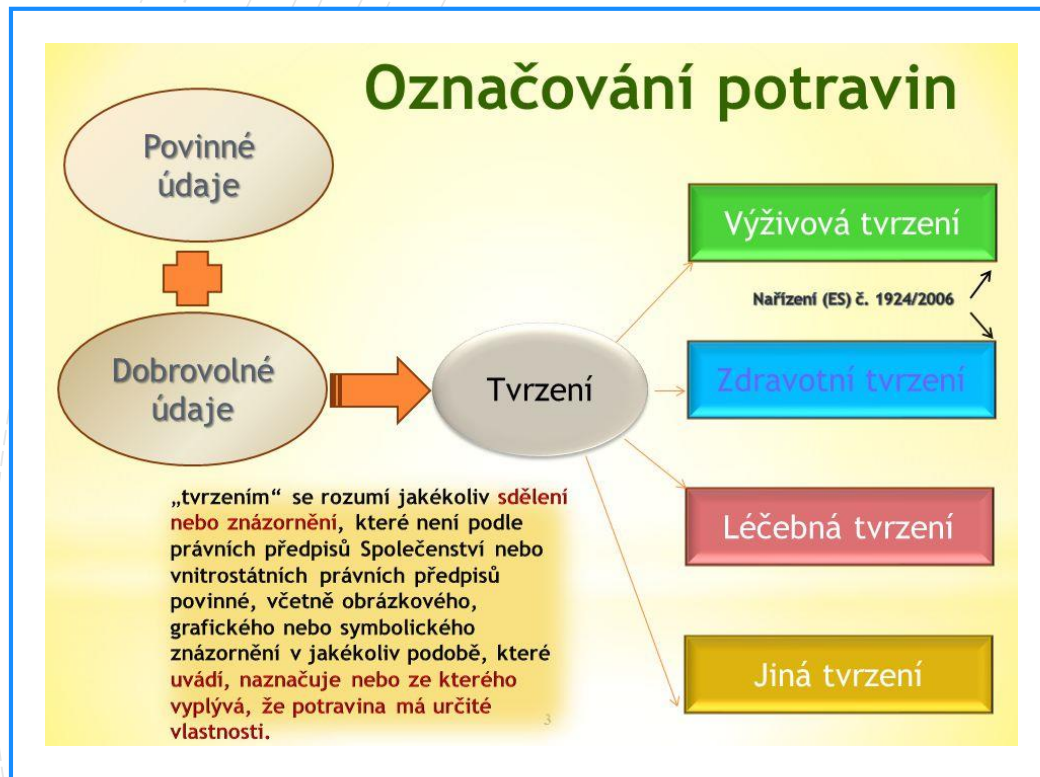 Označování potravin
Povinné
údaje
Dobrovolné
údaje
Tvrzení
Výživová tvrzení
Nařízení (ES) č. 1924/2006
Zdravotní tvrzení
Léčebná tvrzení
Jiná tvrzení
„tvrzením“ se rozumí jakékoliv sdělení
nebo znázornění, které není podle
právních předpisů Společenství nebo
vnitrostátních právních předpisů
povinné, včetně obrázkového,
grafického nebo symbolického
znázornění v jakékoliv podobě, které
uvádí, naznačuje nebo ze kterého
vyplývá, že potravina má určité
vlastnosti.
3